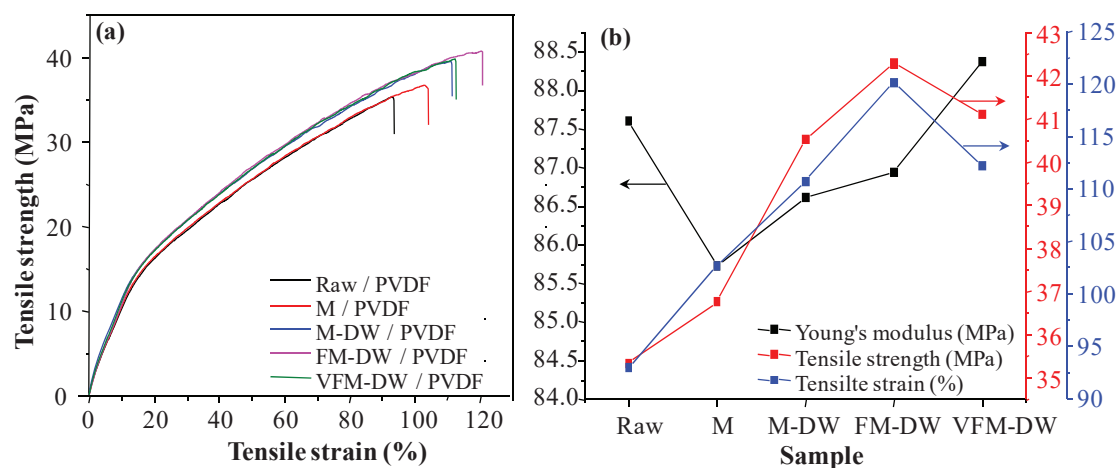 (a)
Tensile strength (MPa)
40
30
20
10
0
0 20 40 60 80 100 120
Tensile strain (%)
Raw / PVDF
M / PVDF
M-DW / PVDF
FM-DW / PVDF
VFM-DW / PVDF
(b)
88.5
88.0
87.5
87.0
86.5
86.0
85.5
85.0
84.5
84.0
Raw M M-DW FM-DW VFM-DW
Sample
Young's modulus (MPa)
Tensile strength (MPa)
Tensilte strain (%)
43
42
41
40
39
38
37
36
35
125
120
115
110
105
100
95
90